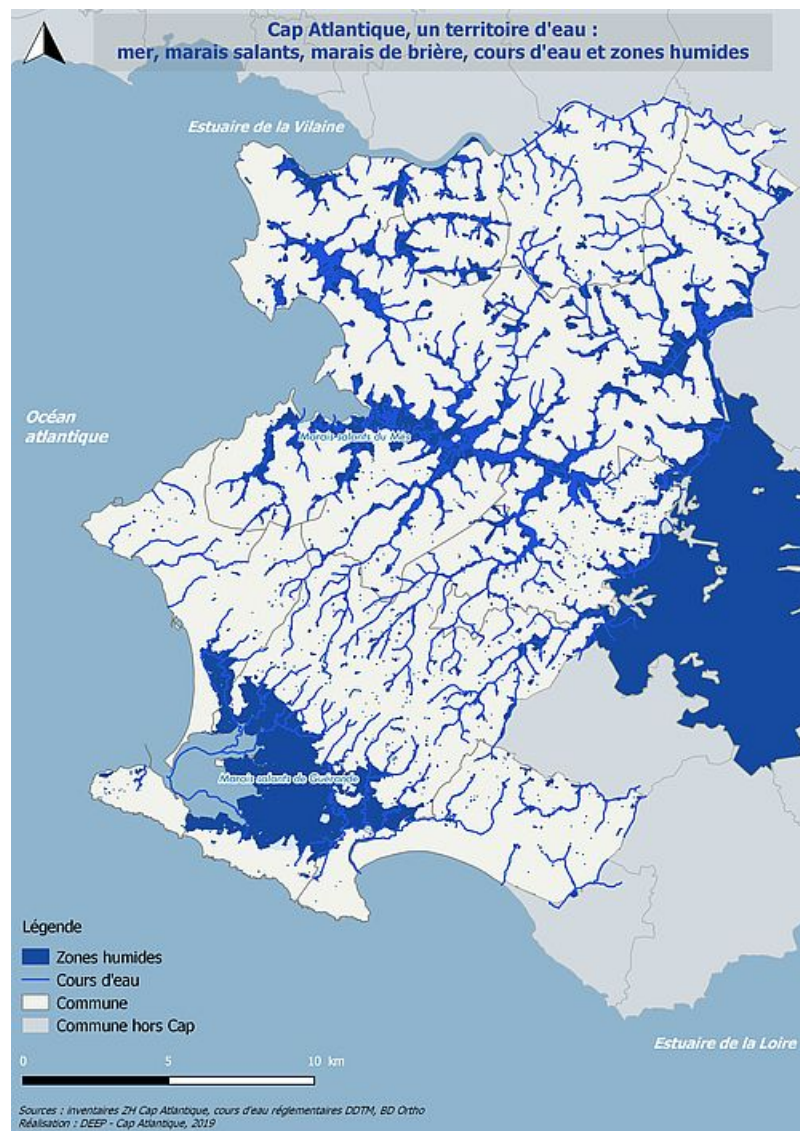 Cap Atlantique, un territoire d'eau :
mer, marais salants, marais de brière, cours d'eau et zones humides
Estuaire de la Vilaine
Océan
atlantique
Marais salants du Mès
Marais salants de Guérande
Légende
Zones humides
Cours d'eau
Commune
Commune hors Cap
Estuaire de la Loire
0 5 10 km
Sources : inventaires ZH Cap Atlantique, cours d'eau réglementaires DDTM, BD Ortho
Réalisation : DEEP - Cap Atlantique, 2019